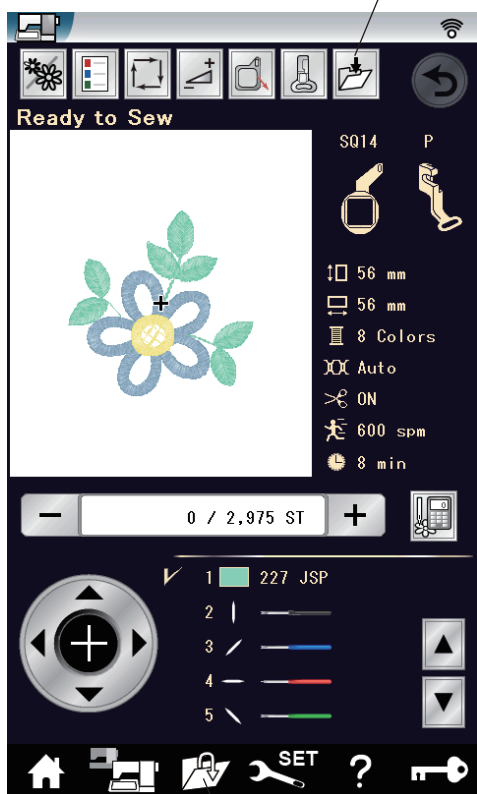 Ready to Sew
SQ14 P
56 mm
56 mm
8 Colors
Auto
ON
600 spm
8 min
0 / 2,975 ST
1 227 JSP
2
3
4
5
SET
?